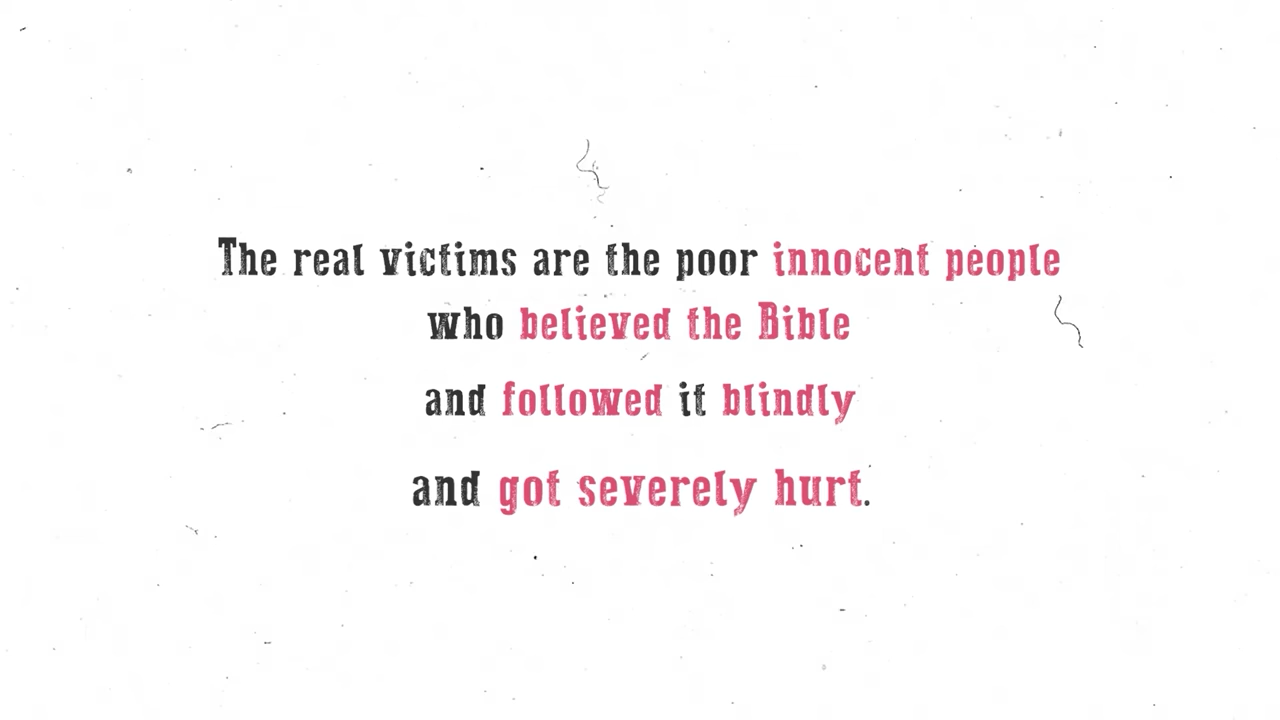 The real victims are the poor innocent people
who believed the Bible
and followed it blindly
and got severely hurt.